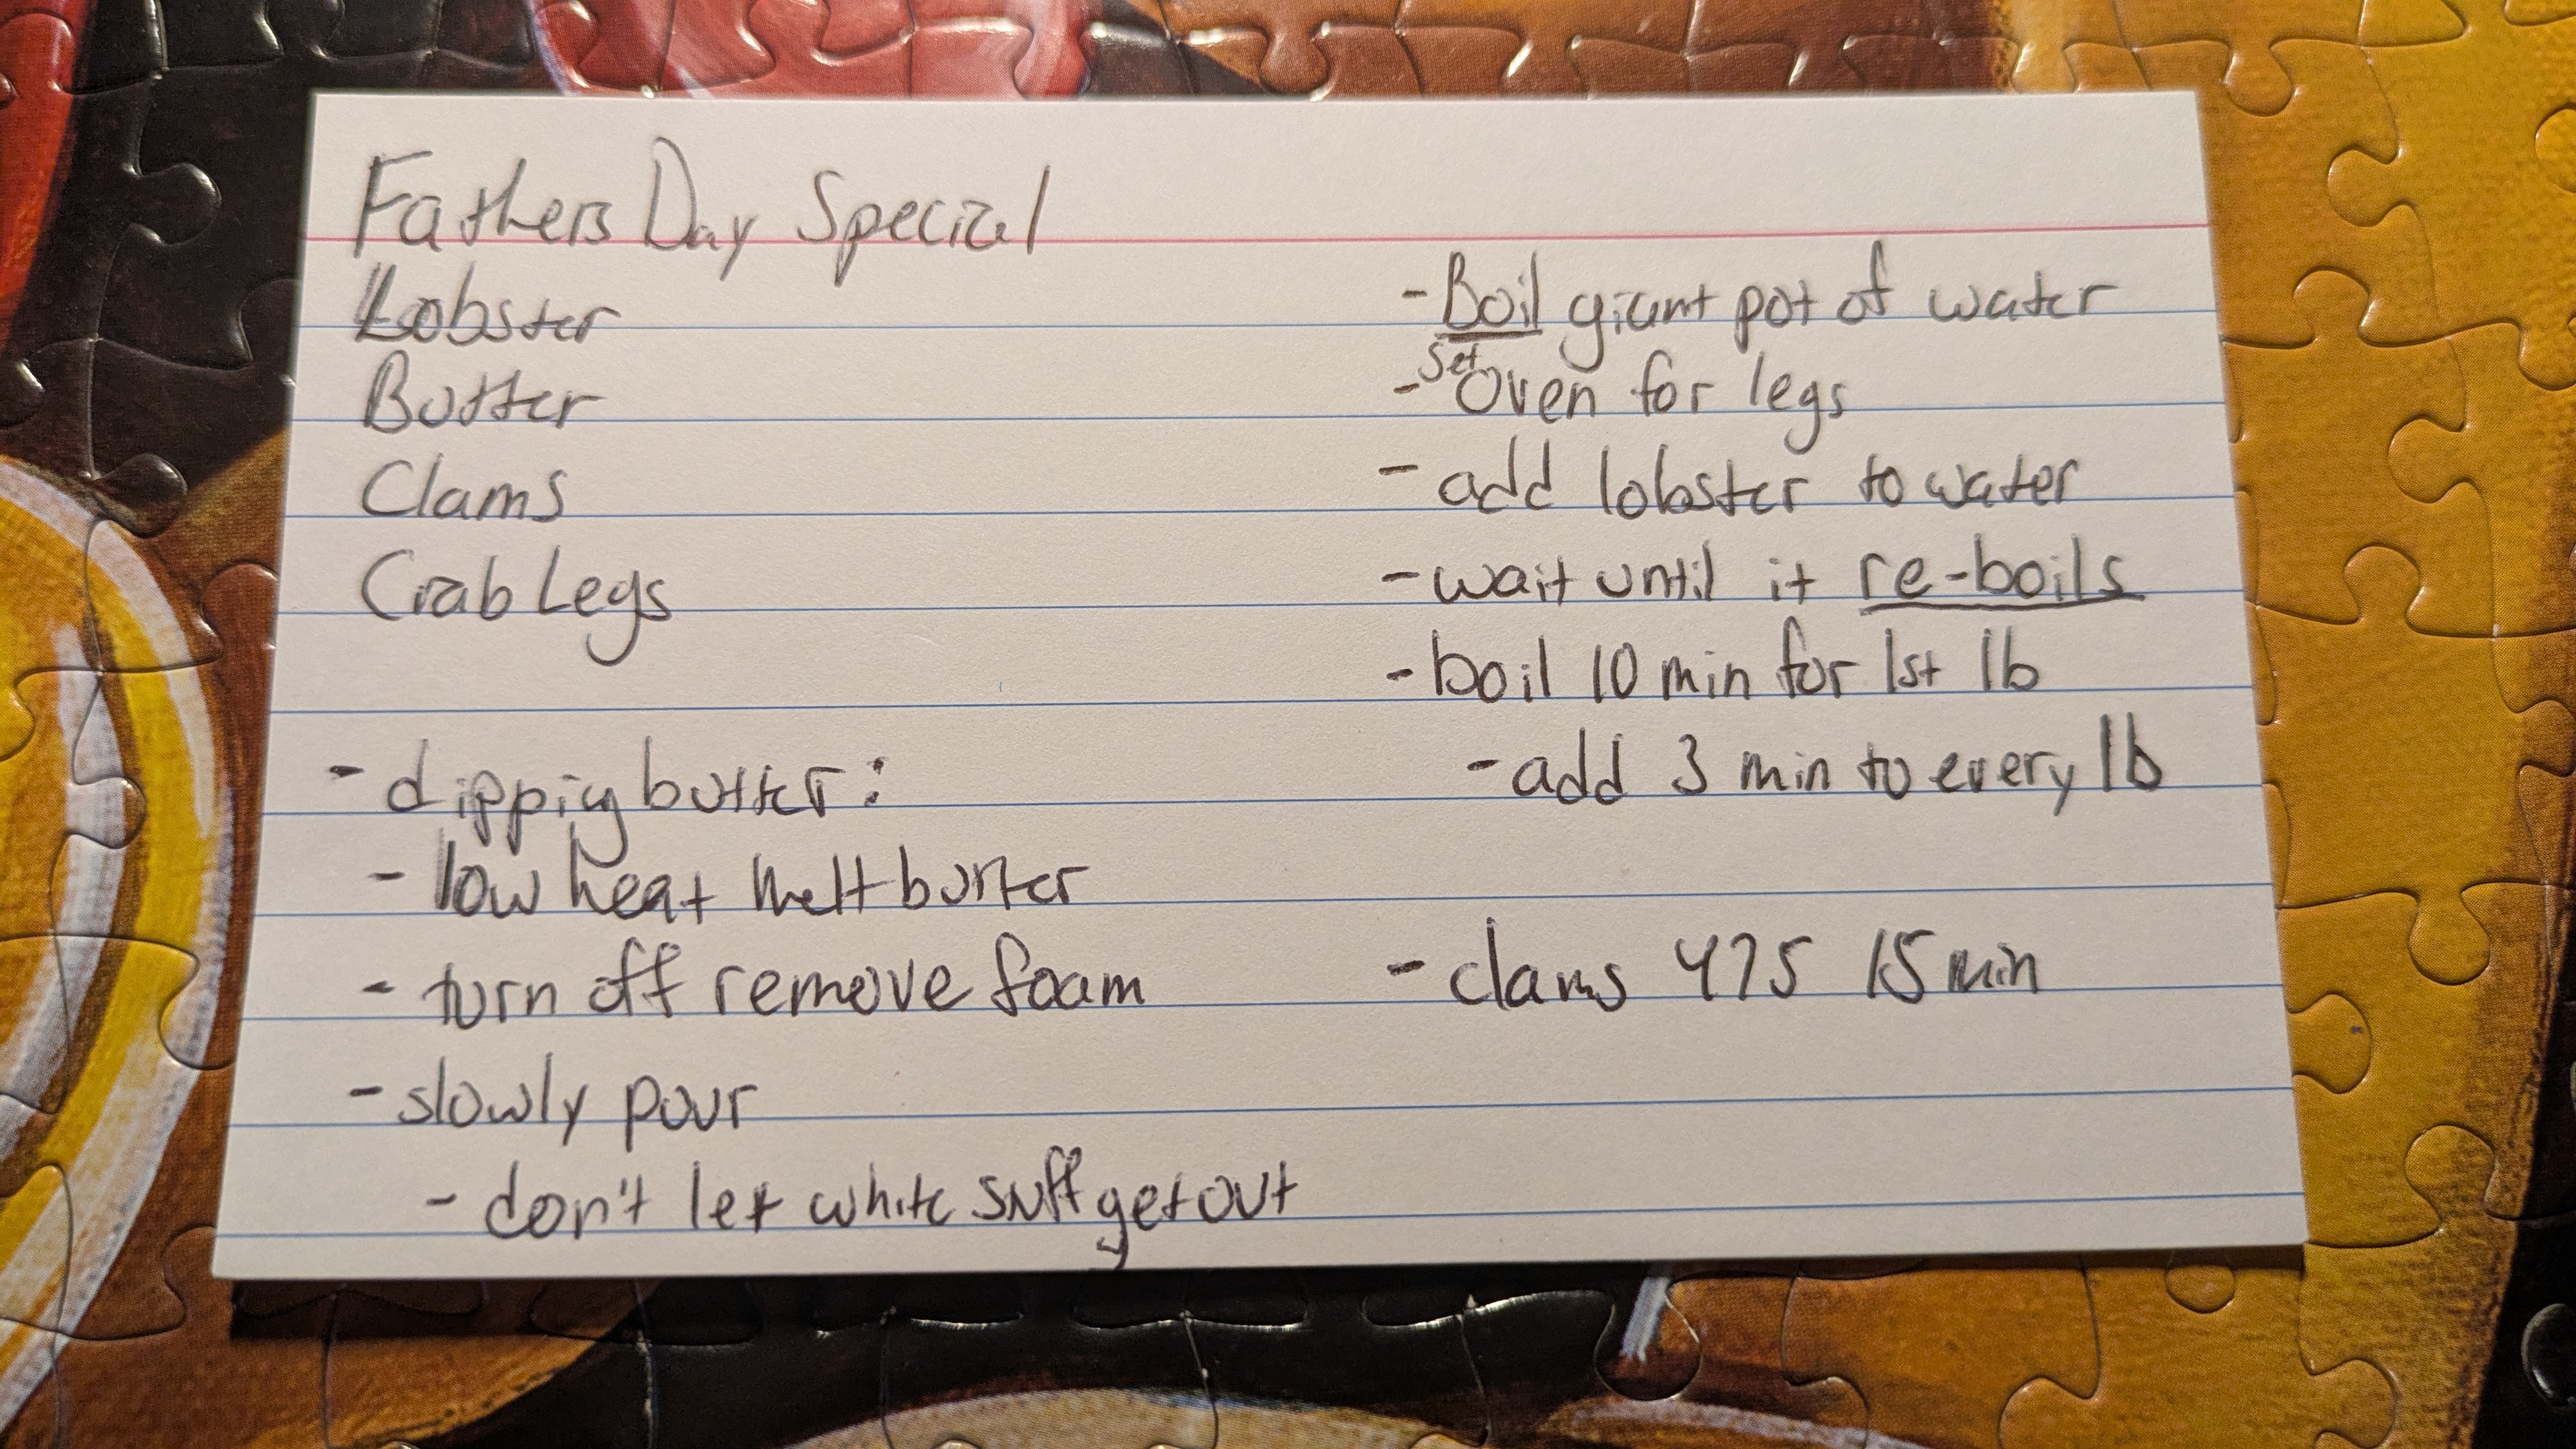 Fathers Day Special
Lobster
Butter
Clams
Crab Legs
- dippig butter:
- low heat melt butter
- turn off remove foam
- slowly pour
- don't let white stuff get out
- Boil giant pot of water
- Set Oven for legs
- add lobster to water
- wait until it re-boils
- boil 10 min for 1st lb
- add 3 min to every lb
- clams 475 15 min